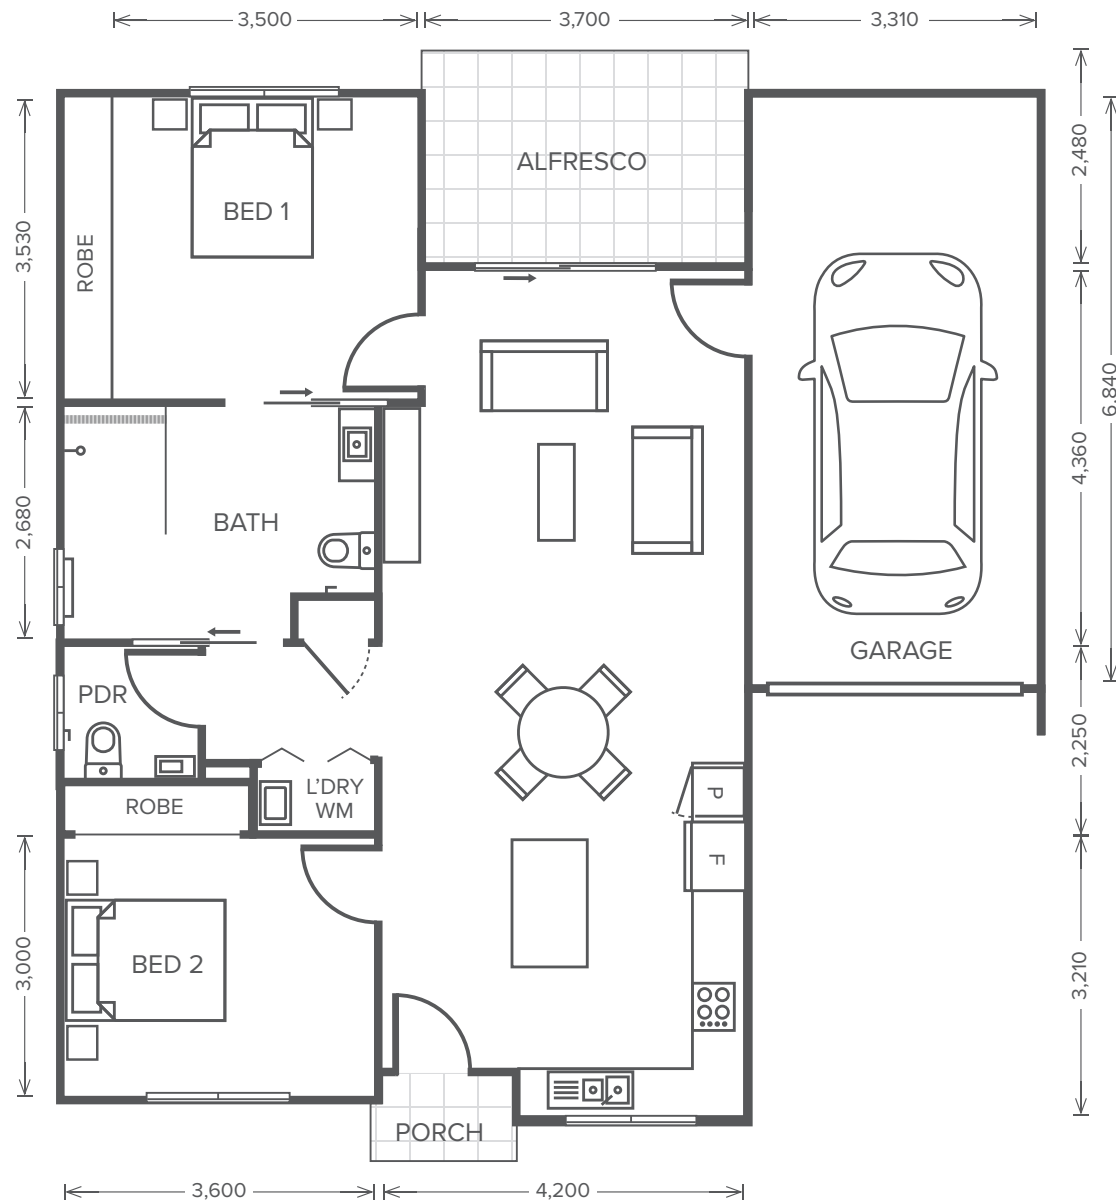 3,500
3,700
3,310
ALFRESCO
2,480
BED 1
3,530
ROBE
6.840
4,360
2,680
BATH
GARAGE
PDR
2,250
L'DRY
WM
P
ROBE
F
BED 2
3,000
3,210
PORCH
3,600
4,200